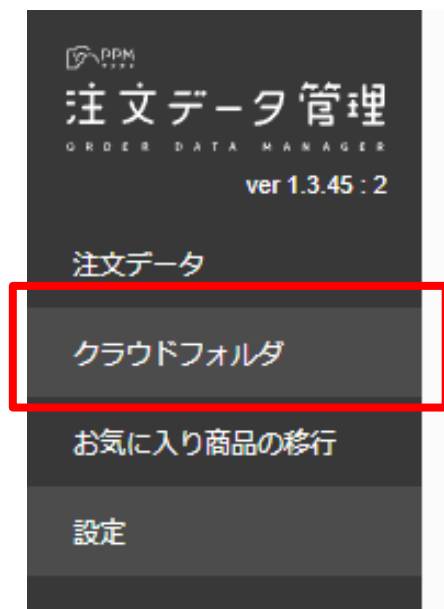 PPM
注文データ管理
ORDER DATA MANAGER
ver 1.3.45 : 2
注文データ
クラウドフォルダ
お気に入り商品の移行
設定